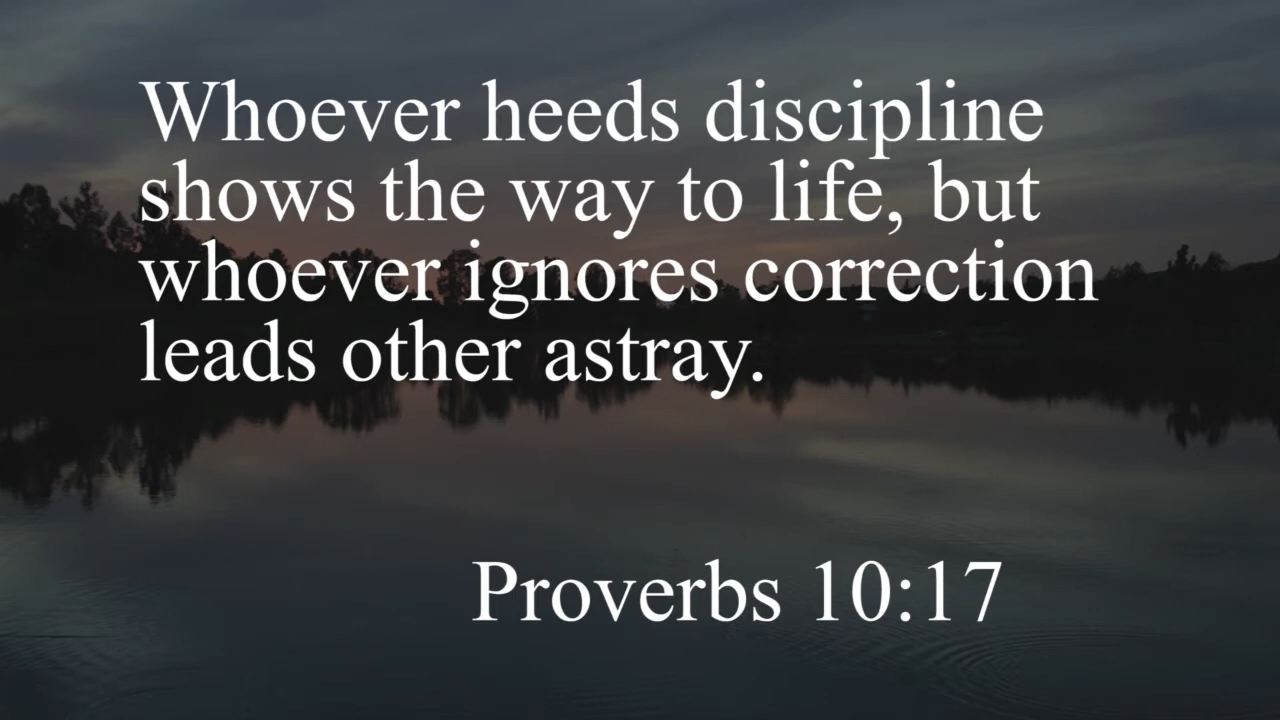 Whoever heeds discipline
shows the way to life, but
whoever ignores correction
leads other astray.
Proverbs 10:17